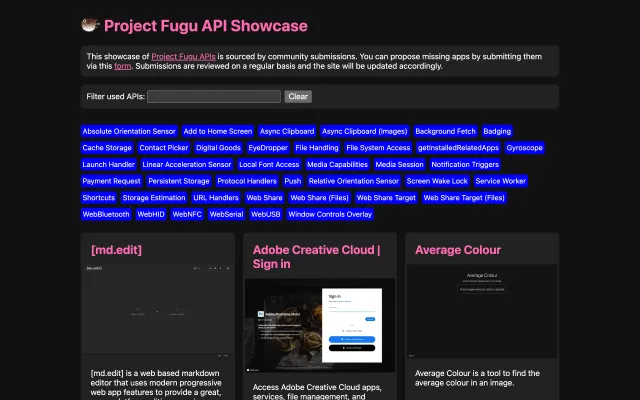 Project Fugu API Showcase
This showcase of Project Fugu APIs is sourced by community submissions. You can propose missing apps by submitting them
via this form. Submissions are reviewed on a regular basis and the site will be updated accordingly.
Filter used APIs: Clear
Absolute Orientation Sensor Add to Home Screen Async Clipboard Async Clipboard (Images) Background Fetch Badging
Cache Storage Contact Picker Digital Goods EyeDropper File Handling File System Access getInstalledRelatedApps Gyroscope
Launch Handler Linear Acceleration Sensor Local Font Access Media Capabilities Media Session Notification Triggers
Payment Request Persistent Storage Protocol Handlers Push Relative Orientation Sensor Screen Wake Lock Service Worker
Shortcuts Storage Estimation URL Handlers Web Share Web Share (Files) Web Share Target Web Share Target (Files)
WebBluetooth WebHID WebNFC WebSerial WebUSB Window Controls Overlay
[md.edit]
[md.edit]
[md.edit] is a web based markdown
editor that uses modern progressive
web app features to provide a great,
Adobe Creative Cloud |
Sign in
Sign in
Access Adobe Creative Cloud apps,
services, file management, and
Average Colour
Average Colour
Average Colour is a tool to find the
average colour in an image.